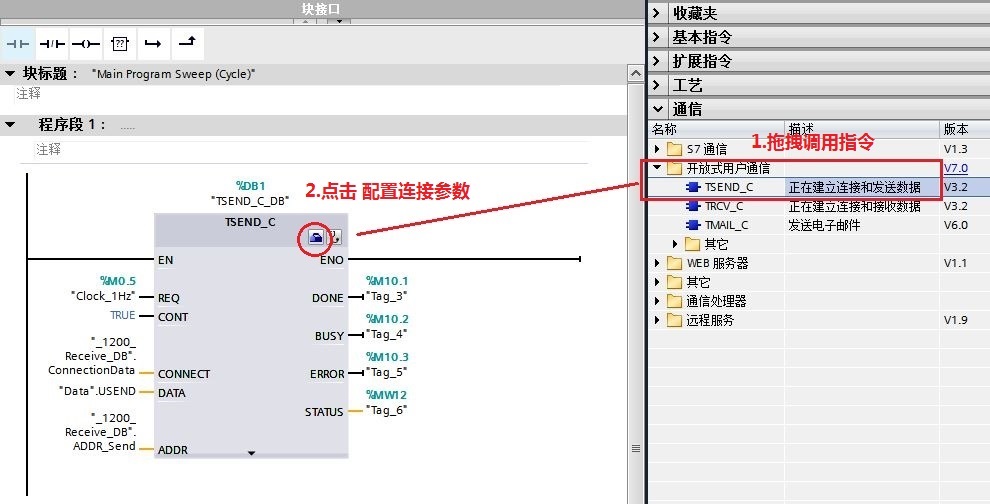 块接口
??
块标题： "Main Program Sweep (Cycle)"
注释
程序段 1： .....
注释
%DB1
"TSEND_C_DB"
TSEND_C
2.点击 配置连接参数
EN
ENO
%M0.5
"Clock_1Hz"
REQ
TRUE
CONT
"_1200_
Receive_DB".
ConnectionData
CONNECT
"Data".USEND
DATA
"_1200_
Receive_DB".
ADDR_Send
ADDR
%M10.1
DONE
"Tag_3"
%M10.2
BUSY
"Tag_4"
%M10.3
ERROR
"Tag_5"
%MW12
STATUS
"Tag_6"
收藏夹
基本指令
扩展指令
工艺
通信
名称 描述 版本
1.拖拽调用指令
S7 通信 V1.3
开放式用户通信 V7.0
TSEND_C 正在建立连接和发送数据 V3.2
TRCV_C 正在建立连接和接收数据 V3.2
TMAIL_C 发送电子邮件 V6.0
其它
WEB 服务器 V1.1
其它
通信处理器
远程服务 V1.9